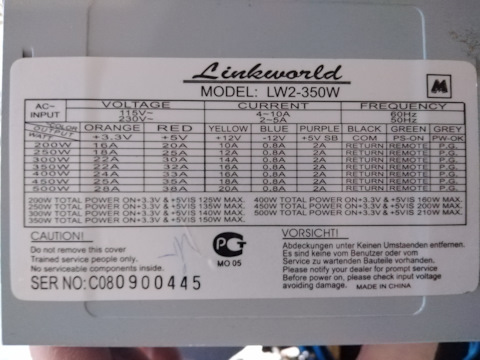 Linkworld
MODEL: LW2-350W
M
AC~ INPUT VOLTAGE CURRENT FREQUENCY
115V~ 4~10A 60Hz
230V~ 2~5A 50Hz
ORANGE RED YELLOW BLUE PURPLE BLACK GREEN GREY
+3.3V +5V +12V -12V +5V SB COM PS-ON PW-OK
200W 16A 20A 10A 0.8A 2A RETURN REMOTE P.G.
250W 18A 25A 12A 0.8A 2A RETURN REMOTE P.G.
300W 22A 30A 14A 0.8A 2A RETURN REMOTE P.G.
350W 22A 32A 16A 0.8A 2A RETURN REMOTE P.G.
400W 24A 33A 16A 0.8A 2A RETURN REMOTE P.G.
450W 25A 35A 18A 0.8A 2A RETURN REMOTE P.G.
500W 28A 38A 20A 0.8A 2A RETURN REMOTE P.G.
200W TOTAL POWER ON+3.3V & +5VIS 125W MAX. 400W TOTAL POWER ON+3.3V & +5VIS 160W MAX.
250W TOTAL POWER ON+3.3V & +5VIS 135W MAX. 450W TOTAL POWER ON+3.3V & +5VIS 200W MAX.
300W TOTAL POWER ON+3.3V & +5VIS 140W MAX. 500W TOTAL POWER ON+3.3V & +5VIS 210W MAX.
350W TOTAL POWER ON+3.3V & +5VIS 150W MAX.
CAUTION!
Do not remove this cover
Trained service people only.
No serviceable components inside.
SER NO:C080900445
РСТ
МО 05
VORSICHT!
Abdeckungen unter Keinen Umstaenden entfernen.
Es sind keine vom Benutzer oder vom
Service zu wartenden Bauteile Vorhanden.
Please notify your dealer for prompt service
Before power on, please check input voltage
avoiding damaged. MADE IN CHINA